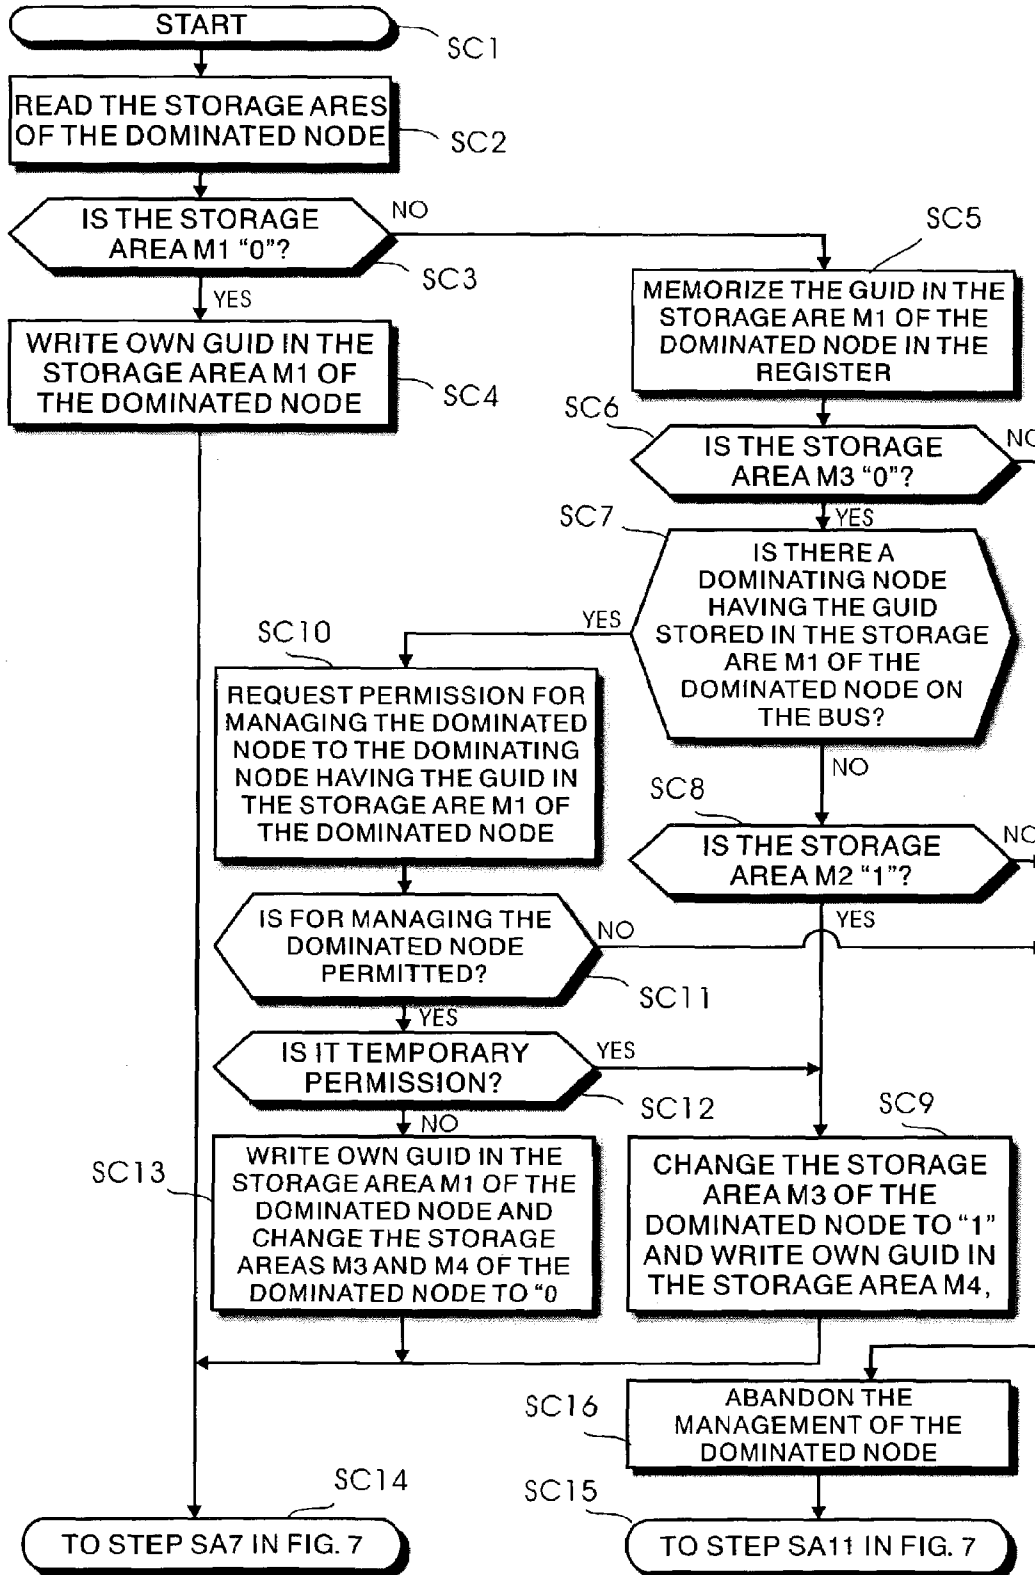 START
SC1
READ THE STORAGE ARES
OF THE DOMINATED NODE
SC2
IS THE STORAGE
AREA M1 “0”?
NO
SC3
YES
WRITE OWN GUID IN THE
STORAGE AREA M1 OF
THE DOMINATED NODE
SC4
SC5
MEMORIZE THE GUID IN THE
STORAGE ARE M1 OF THE
DOMINATED NODE IN THE
REGISTER
SC6
IS THE STORAGE
AREA M3 “0”?
NO
YES
SC7
IS THERE A
DOMINATING NODE
HAVING THE GUID
STORED IN THE STORAGE
ARE M1 OF THE
DOMINATED NODE ON
THE BUS?
YES
NO
SC10
REQUEST PERMISSION FOR
MANAGING THE DOMINATED
NODE TO THE DOMINATING
NODE HAVING THE GUID IN
THE STORAGE ARE M1 OF
THE DOMINATED NODE
SC8
IS THE STORAGE
AREA M2 “1”?
NO
YES
IS FOR MANAGING THE
DOMINATED NODE
PERMITTED?
NO
SC11
YES
IS IT TEMPORARY
PERMISSION?
YES
SC12
NO
SC13
WRITE OWN GUID IN THE
STORAGE AREA M1 OF THE
DOMINATED NODE AND
CHANGE THE STORAGE
AREAS M3 AND M4 OF THE
DOMINATED NODE TO “0
SC9
CHANGE THE STORAGE
AREA M3 OF THE
DOMINATED NODE TO “1”
AND WRITE OWN GUID IN
THE STORAGE AREA M4,
SC16
ABANDON THE
MANAGEMENT OF THE
DOMINATED NODE
SC14
TO STEP SA7 IN FIG. 7
SC15
TO STEP SA11 IN FIG. 7